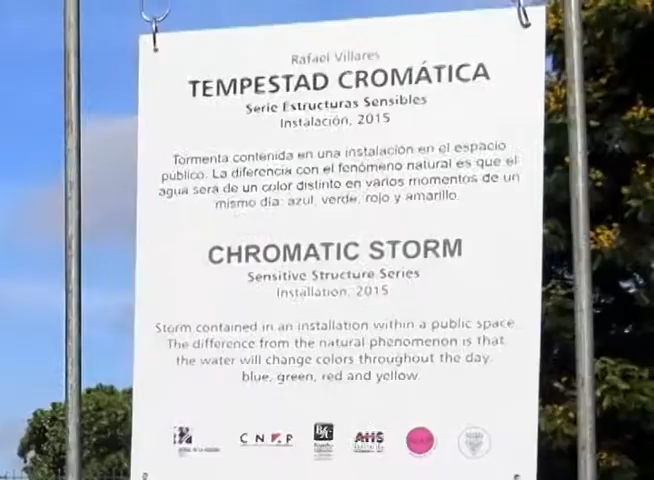 Rafael Villares
TEMPESTAD CROMÁTICA
Serie Estructuras Sensibles
Instalación, 2015
Tormenta contenida en una instalación en el espacio
público. La diferencia con el fenómeno natural es que el
agua será de un color distinto en varios momentos de un
mismo día: azul, verde, rojo y amarillo.
CHROMATIC STORM
Sensitive Structure Series
Installation, 2015
Storm contained in an installation within a public space.
The difference from the natural phenomenon is that
the water will change colors throughout the day:
blue, green, red and yellow.
CNAP AHS